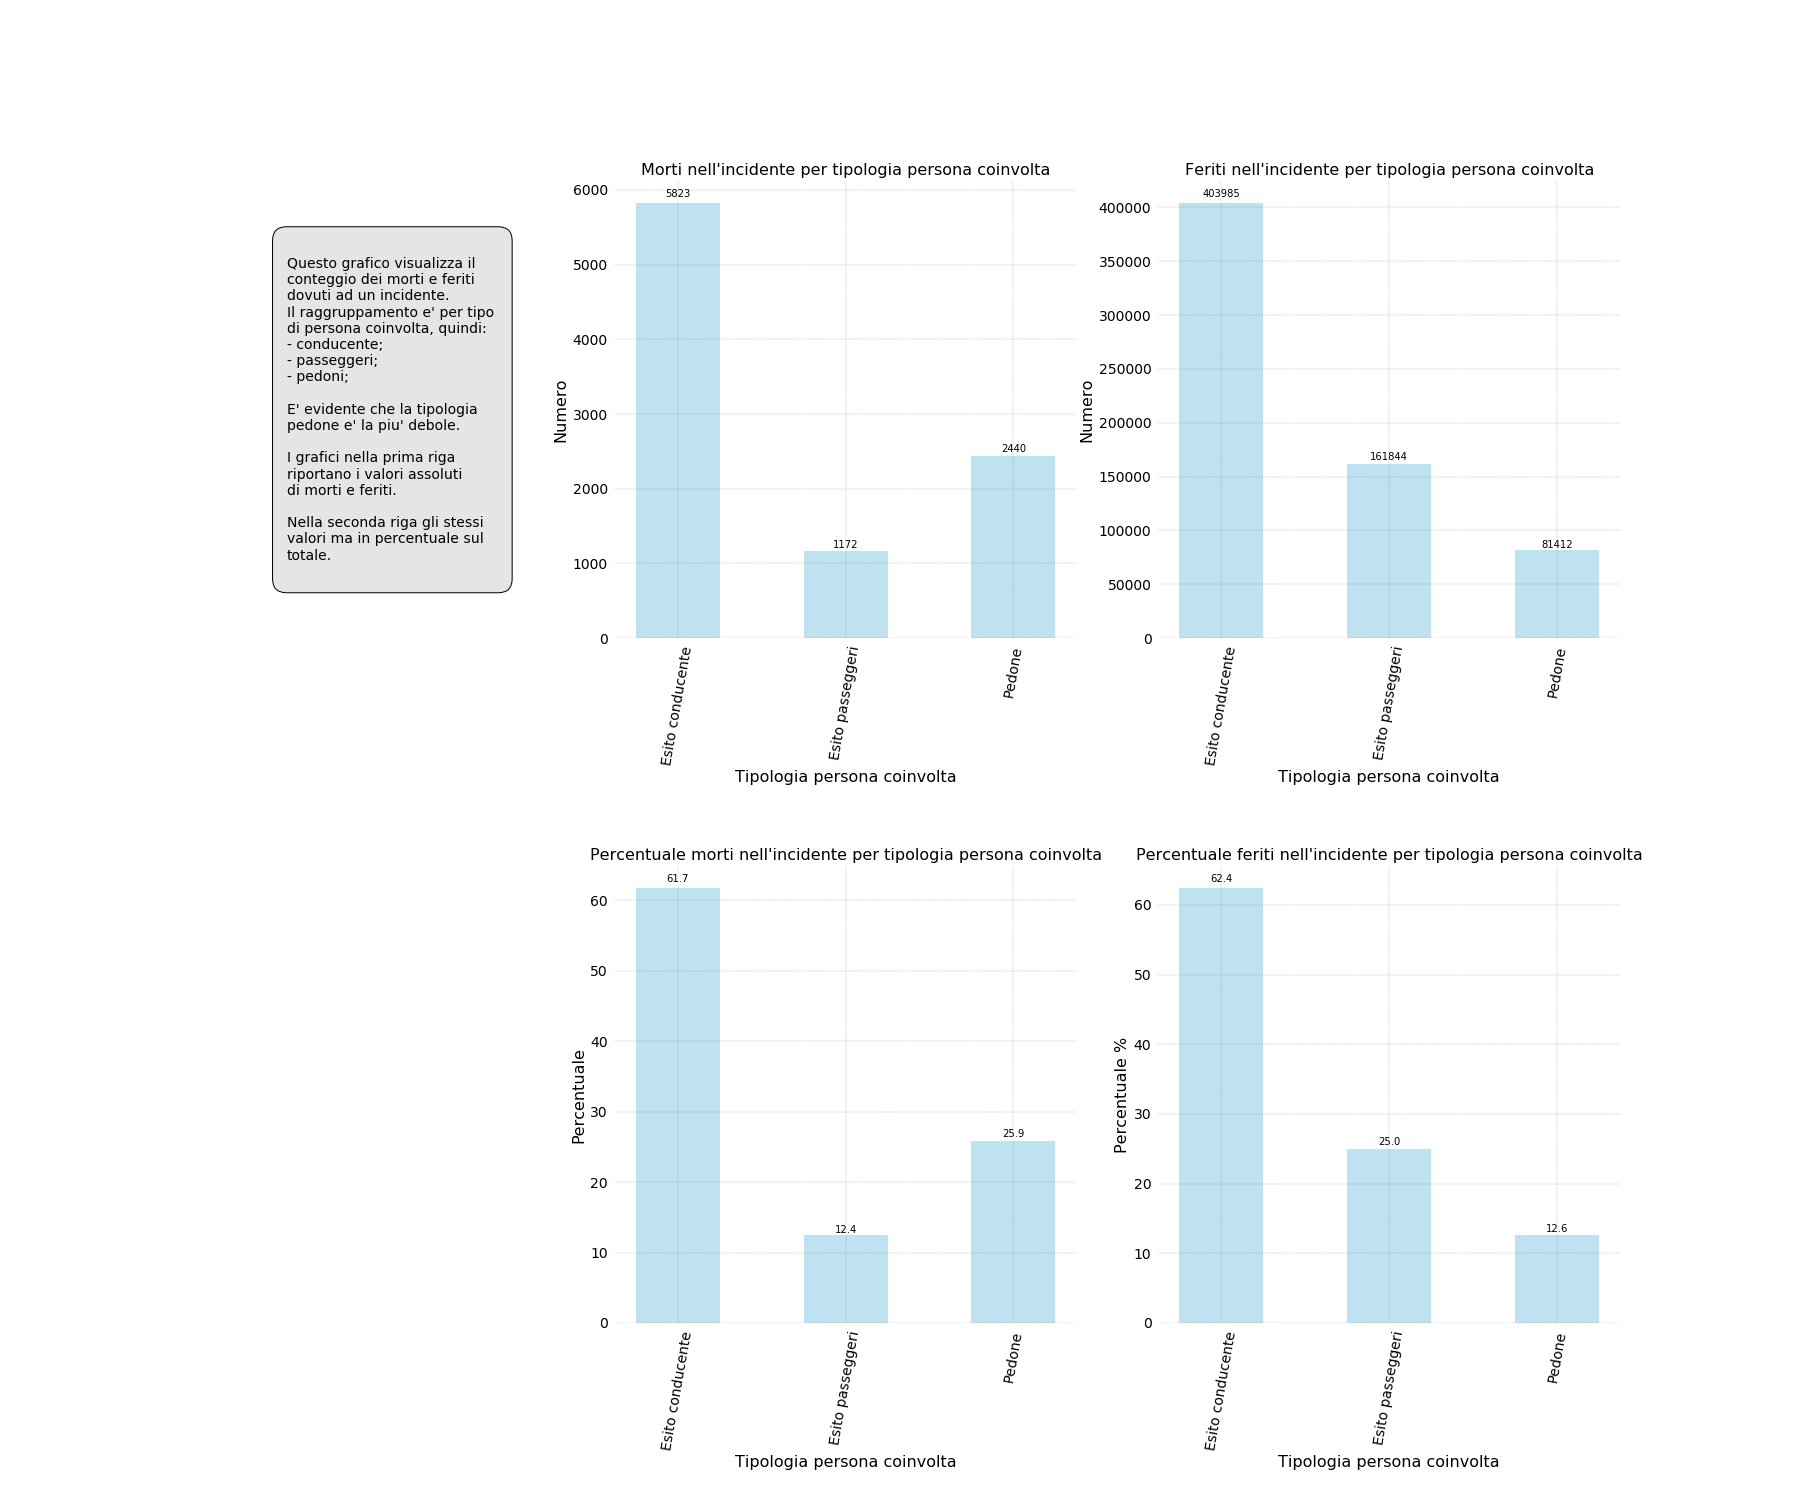 Questo grafico visualizza il
conteggio dei morti e feriti
dovuti ad un incidente.
Il raggruppamento e' per tipo
di persona coinvolta, quindi:
- conducente;
- passeggeri;
- pedoni;
E' evidente che la tipologia
pedone e' la piu' debole.
I grafici nella prima riga
riportano i valori assoluti
di morti e feriti.
Nella seconda riga gli stessi
valori ma in percentuale sul
totale.
Morti nell'incidente per tipologia persona coinvolta
Numero
6000
5000
4000
3000
2000
1000
0
5823
1172
2440
Esito conducente
Esito passeggeri
Pedone
Tipologia persona coinvolta
Feriti nell'incidente per tipologia persona coinvolta
Numero
400000
350000
300000
250000
200000
150000
100000
50000
0
403985
161844
81412
Esito conducente
Esito passeggeri
Pedone
Tipologia persona coinvolta
Percentuale morti nell'incidente per tipologia persona coinvolta
Percentuale
60
50
40
30
20
10
0
61.7
12.4
25.9
Esito conducente
Esito passeggeri
Pedone
Tipologia persona coinvolta
Percentuale feriti nell'incidente per tipologia persona coinvolta
Percentuale %
60
50
40
30
20
10
0
62.4
25.0
12.6
Esito conducente
Esito passeggeri
Pedone
Tipologia persona coinvolta